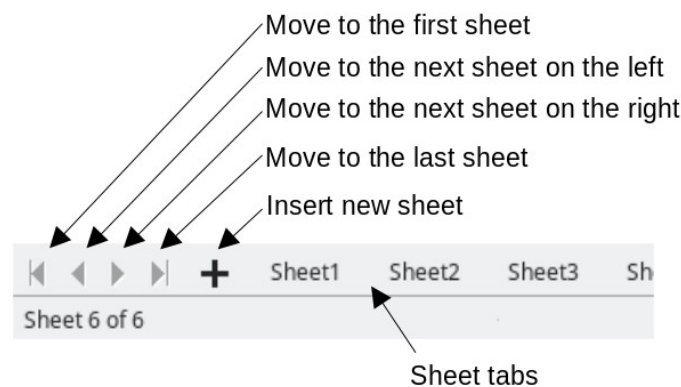 Move to the first sheet
Move to the next sheet on the left
Move to the next sheet on the right
Move to the last sheet
Insert new sheet
Sheet1 Sheet2 Sheet3 Sh
Sheet 6 of 6
Sheet tabs